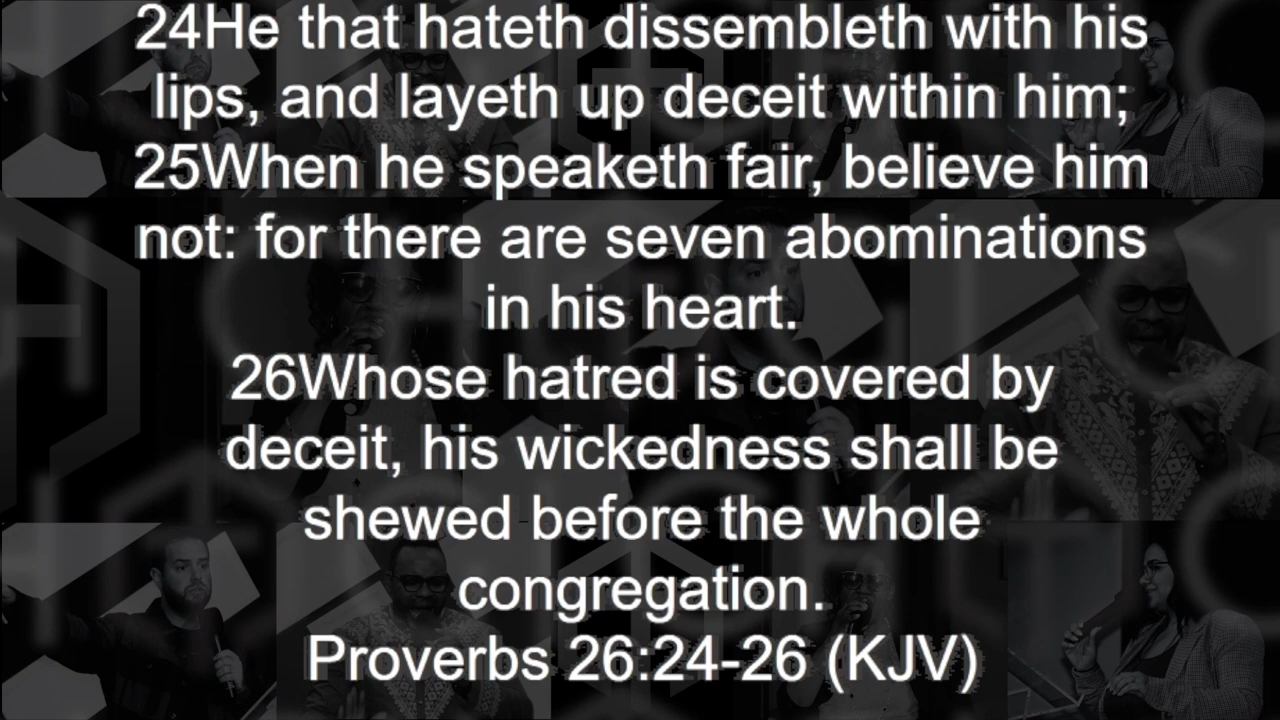 24He that hateth dissembleth with his
lips, and layeth up deceit within him;
25When he speaketh fair, believe him
not: for there are seven abominations
in his heart.
26Whose hatred is covered by
deceit, his wickedness shall be
shewed before the whole
congregation.
Proverbs 26:24-26 (KJV)